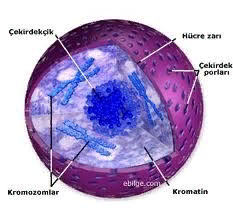 Çekirdekçik
Hücre zarı
Çekirdek
porları
Kromozomlar
Kromatin
ebilge.com